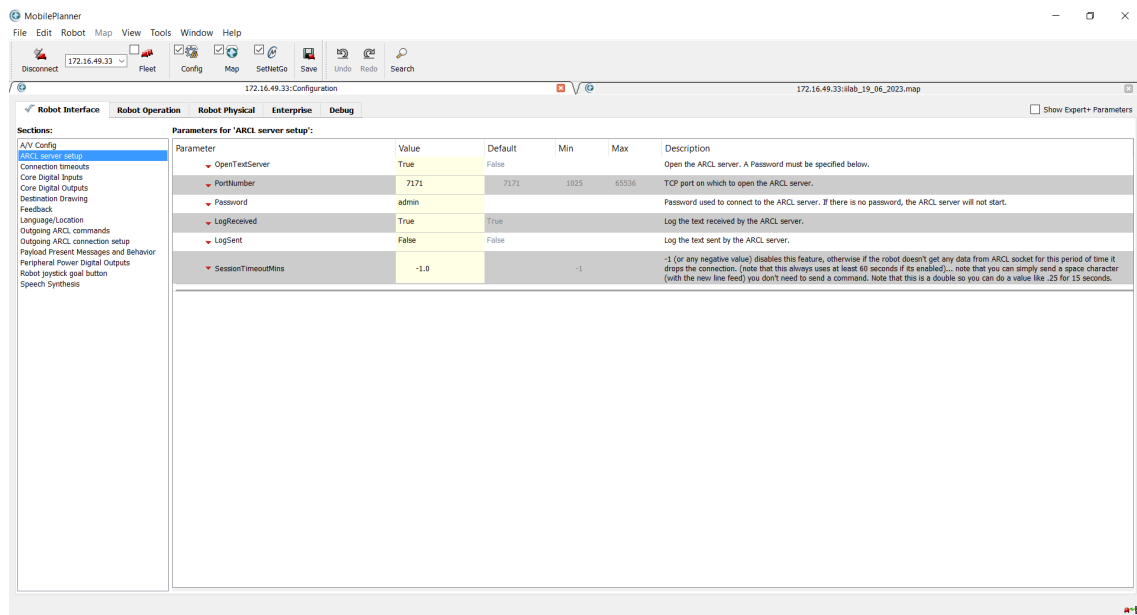 MobilePlanner
File Edit Robot Map View Tools Window Help
Disconnect 172.16.49.33 Fleet Config Map SetNetGo Save Undo Redo Search
172.16.49.33:Configuration 172.16.49.33:iilab_19_06_2023.map
Robot Interface Robot Operation Robot Physical Enterprise Debug Show Expert+ Parameters
Sections:
A/V Config
ARCL server setup
Connection timeouts
Core Digital Inputs
Core Digital Outputs
Destination Drawing
Feedback
Language/Location
Outgoing ARCL commands
Outgoing ARCL connection setup
Payload Present Messages and Behavior
Peripheral Power Digital Outputs
Robot joystick goal button
Speech Synthesis
Parameters for 'ARCL server setup':
Parameter Value Default Min Max Description
OpenTextServer True False Open the ARCL server. A Password must be specified below.
PortNumber 7171 7171 1025 65536 TCP port on which to open the ARCL server.
Password admin Password used to connect to the ARCL server. If there is no password, the ARCL server will not start.
LogReceived True True Log the text received by the ARCL server.
LogSent False False Log the text sent by the ARCL server.
SessionTimeoutMins -1.0 -1 -1 (or any negative value) disables this feature, otherwise if the robot doesn't get any data from ARCL socket for this period of time it
drops the connection. (note that this always uses at least 60 seconds if its enabled)... note that you can simply send a space character
(with the new line feed) you don't need to send a command. Note that this is a double so you can do a value like .25 for 15 seconds.